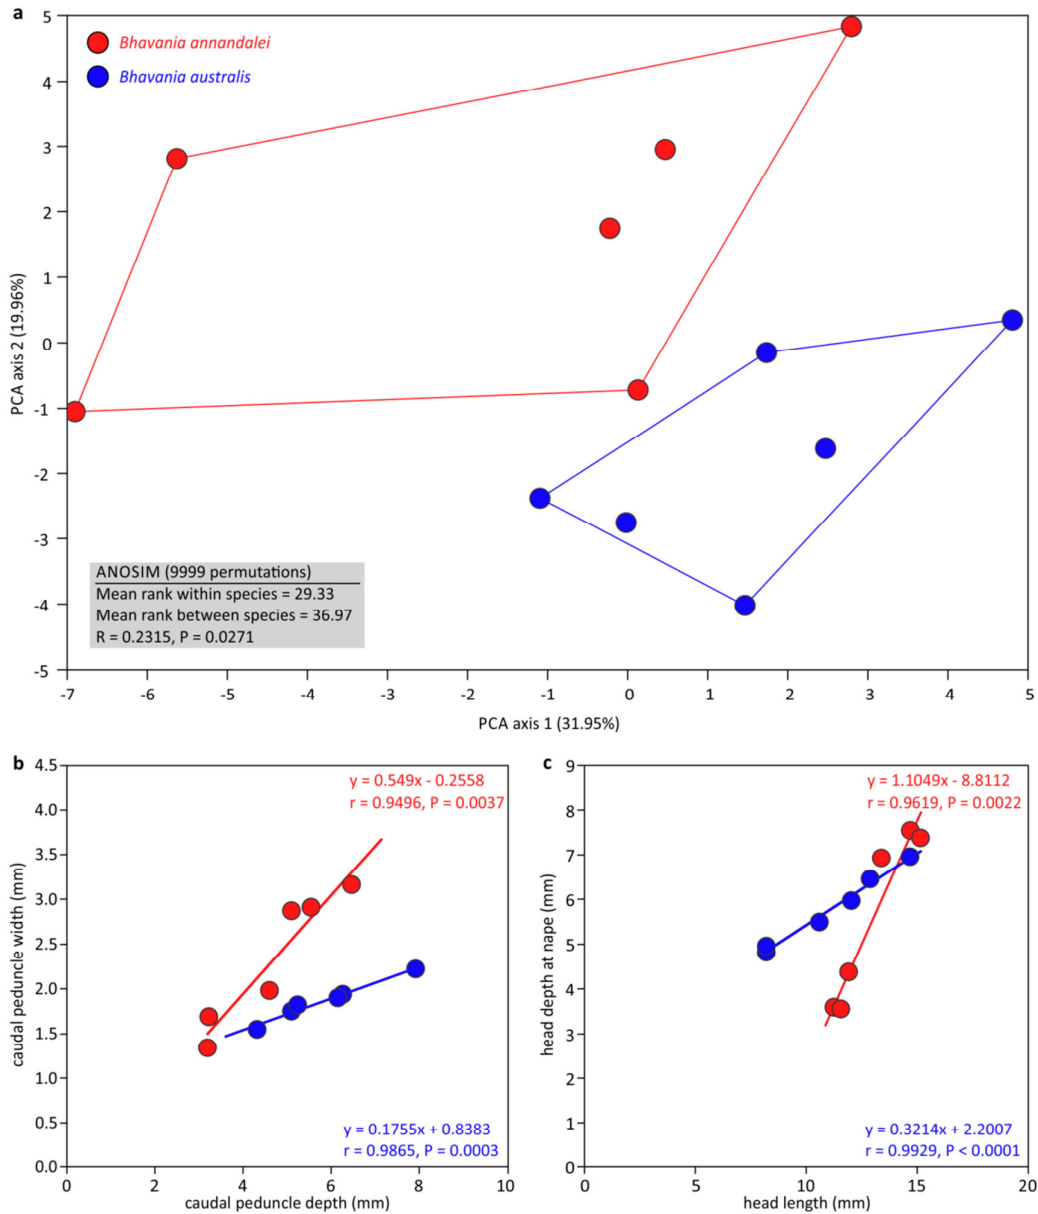 a
Bhavania annandalei
Bhavania australis
5
4
3
2
1
0
-1
-2
-3
-4
-5
PCA axis 2 (19.96%)
ANOSIM (9999 permutations)
Mean rank within species = 29.33
Mean rank between species = 36.97
R = 0.2315, P = 0.0271
-7 -6 -5 -4 -3 -2 -1 0 1 2 3 4 5
PCA axis 1 (31.95%)
b
4.5
4.0
3.5
3.0
2.5
2.0
1.5
1.0
0.5
0.0
caudal peduncle width (mm)
y = 0.549x - 0.2558
r = 0.9496, P = 0.0037
y = 0.1755x + 0.8383
r = 0.9865, P = 0.0003
0 2 4 6 8 10
caudal peduncle depth (mm)
c
9
8
7
6
5
4
3
2
1
0
head depth at nape (mm)
y = 1.1049x - 8.8112
r = 0.9619, P = 0.0022
y = 0.3214x + 2.2007
r = 0.9929, P < 0.0001
0 5 10 15 20
head length (mm)